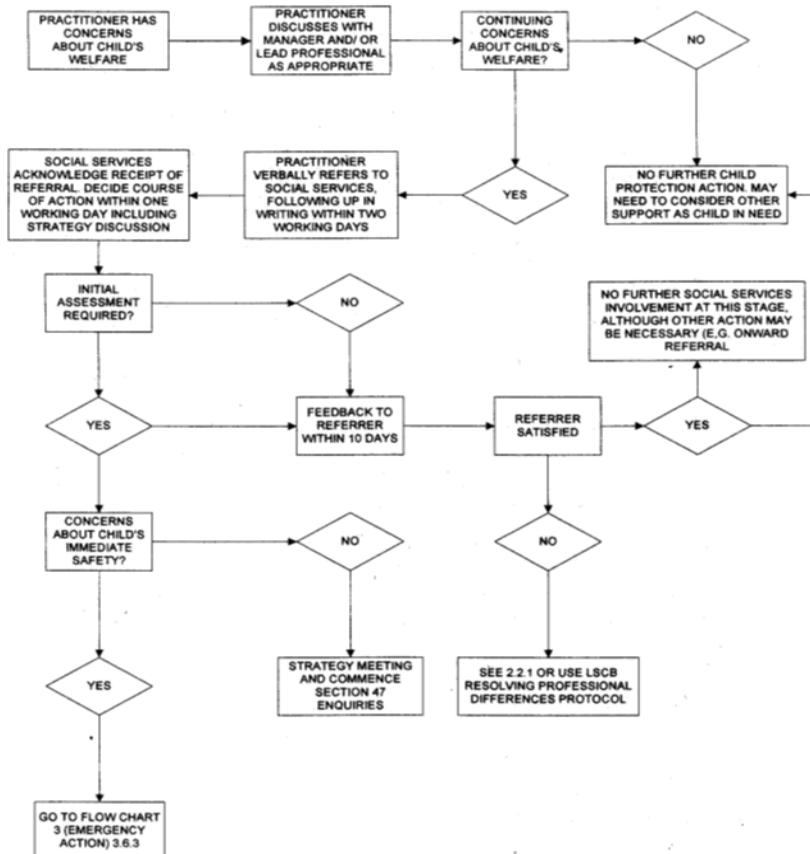 PRACTITIONER HAS
CONCERNS
ABOUT CHILD'S
WELFARE
PRACTITIONER
DISCUSSES WITH
MANAGER AND/ OR
LEAD PROFESSIONAL
AS APPROPRIATE
CONTINUING
CONCERNS
ABOUT CHILD'S
WELFARE?
NO
SOCIAL SERVICES
ACKNOWLEDGE RECEIPT OF
REFERRAL. DECIDE COURSE
OF ACTION WITHIN ONE
WORKING DAY INCLUDING
STRATEGY DISCUSSION
PRACTITIONER
VERBALLY REFERS TO
SOCIAL SERVICES,
FOLLOWING UP IN
WRITING WITHIN TWO
WORKING DAYS
YES
NO FURTHER CHILD
PROTECTION ACTION. MAY
NEED TO CONSIDER OTHER
SUPPORT AS CHILD IN NEED
INITIAL
ASSESSMENT
REQUIRED?
NO
NO FURTHER SOCIAL SERVICES
INVOLVEMENT AT THIS STAGE,
ALTHOUGH OTHER ACTION MAY
BE NECESSARY (E,G. ONWARD
REFERRAL
YES
FEEDBACK TO
REFERRER
WITHIN 10 DAYS
REFERRER
SATISFIED
YES
CONCERNS
ABOUT CHILD'S
IMMEDIATE
SAFETY?
NO
NO
YES
STRATEGY MEETING
AND COMMENCE
SECTION 47
ENQUIRIES
SEE 2.2.1 OR USE LSCB
RESOLVING PROFESSIONAL
DIFFERENCES PROTOCOL
GO TO FLOW CHART
3 (EMERGENCY
ACTION) 3.6.3